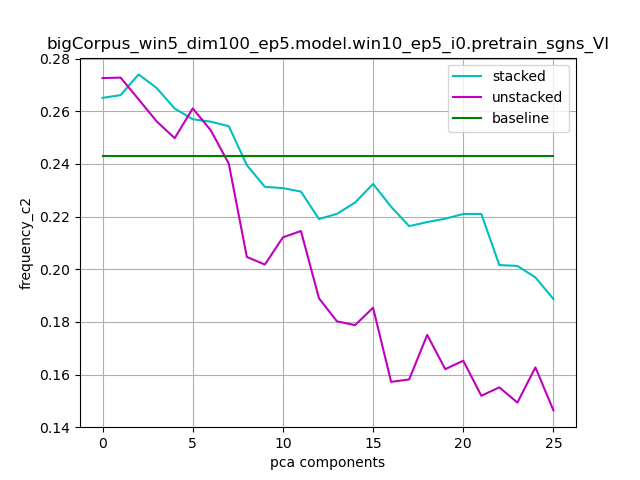 bigCorpus_win5_dim100_ep5.model.win10_ep5_i0.pretrain_sgns_VI
0.28
0.26
0.24
0.22
0.20
0.18
0.16
0.14
frequency_c2
stacked
unstacked
baseline
0 5 10 15 20 25
pca components